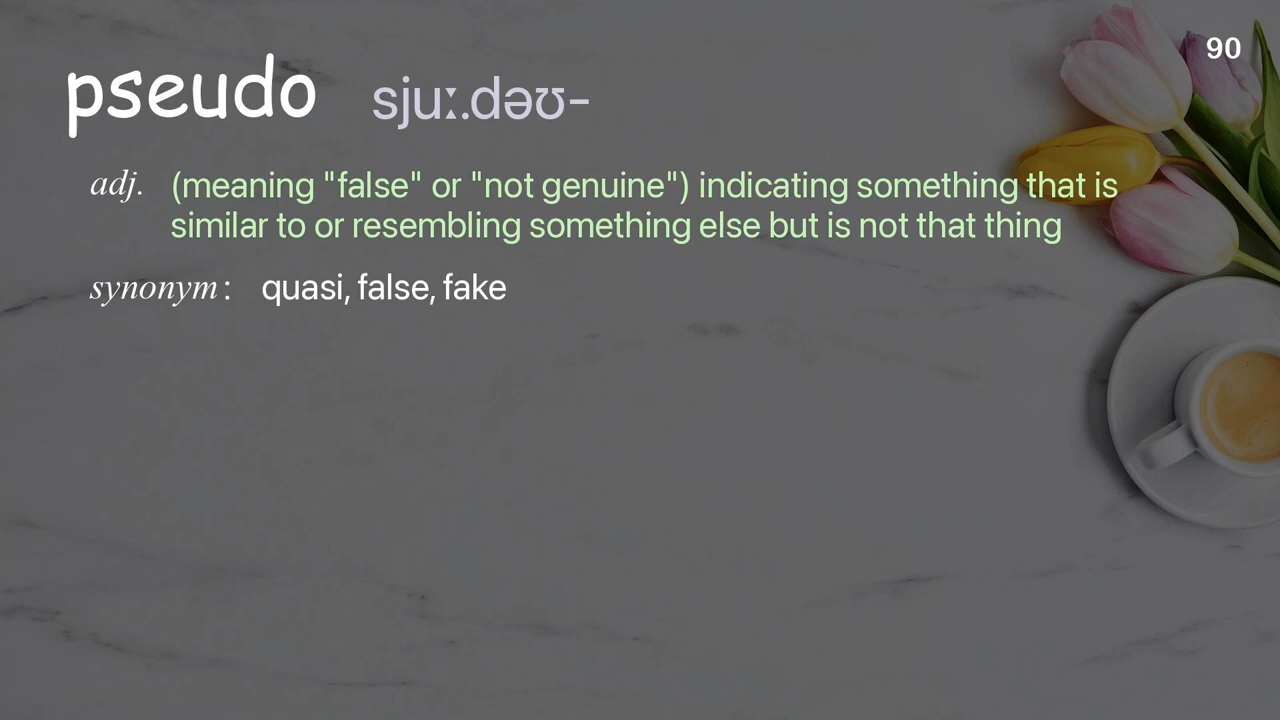 90
pseudo sjuː.dəʊ-
adj. (meaning "false" or "not genuine") indicating something that is
similar to or resembling something else but is not that thing
synonym: quasi, false, fake